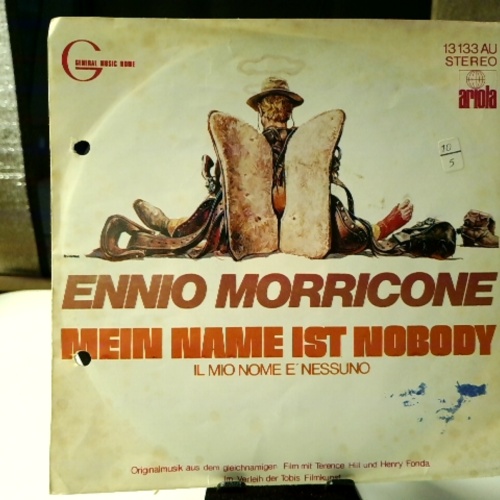 G
GENERAL MUSIC ROME
13 133 AU
STEREO
ariola
10
5
ENNIO MORRICONE
MEIN NAME IST NOBODY
IL MIO NOME E' NESSUNO
Originalmusik aus dem gleichnamigen Film mit Terence Hill und Henry Fonda
Im Verleih der Tobis Filmkunst